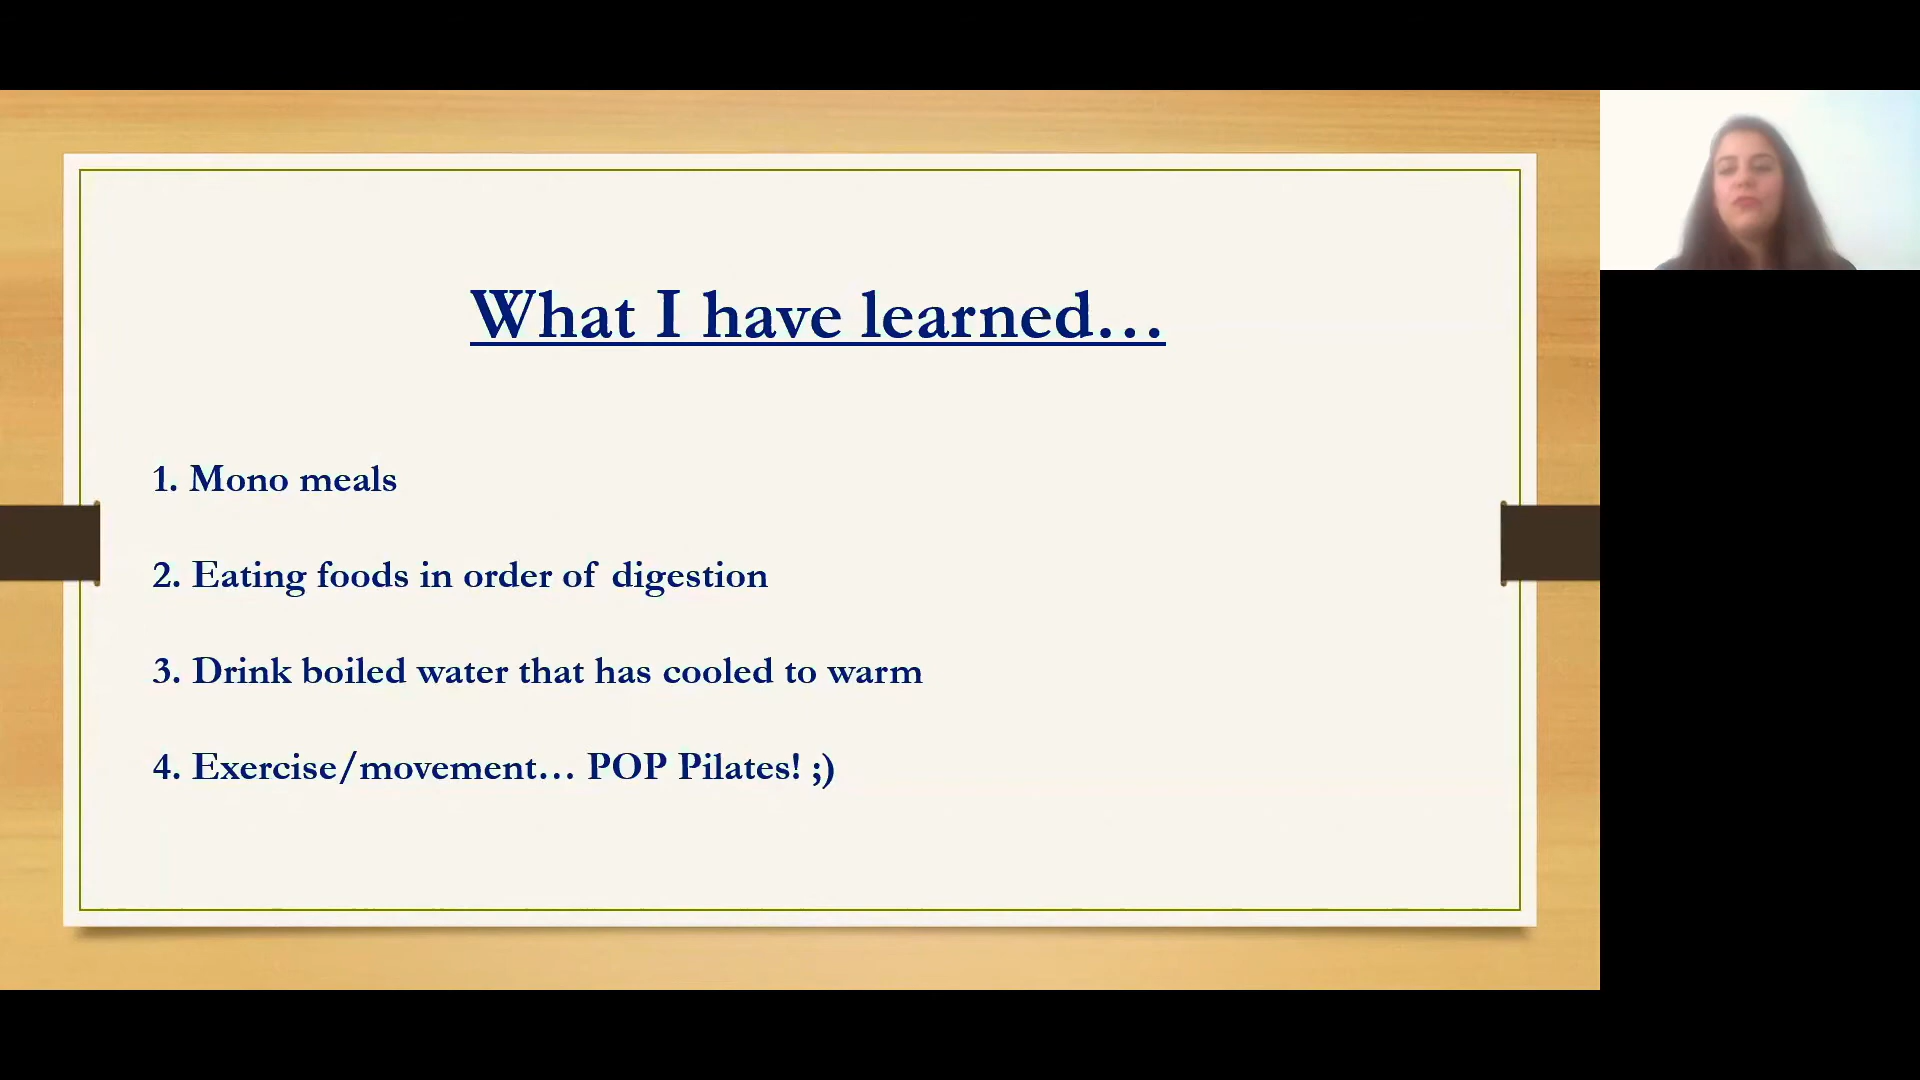 What I have learned…
1. Mono meals
2. Eating foods in order of digestion
3. Drink boiled water that has cooled to warm
4. Exercise/movement… POP Pilates! ;)